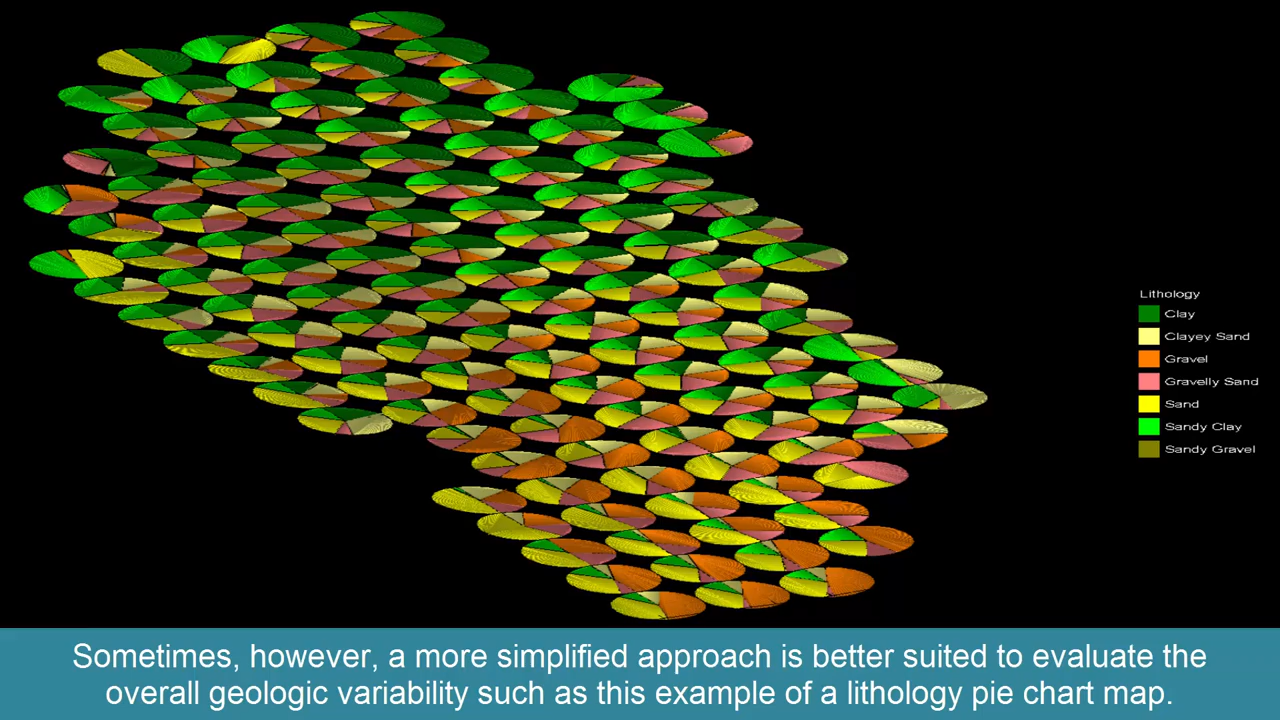 Lithology
Clay
Clayey Sand
Gravel
Gravelly Sand
Sand
Sandy Clay
Sandy Gravel
Sometimes, however, a more simplified approach is better suited to evaluate the
overall geologic variability such as this example of a lithology pie chart map.